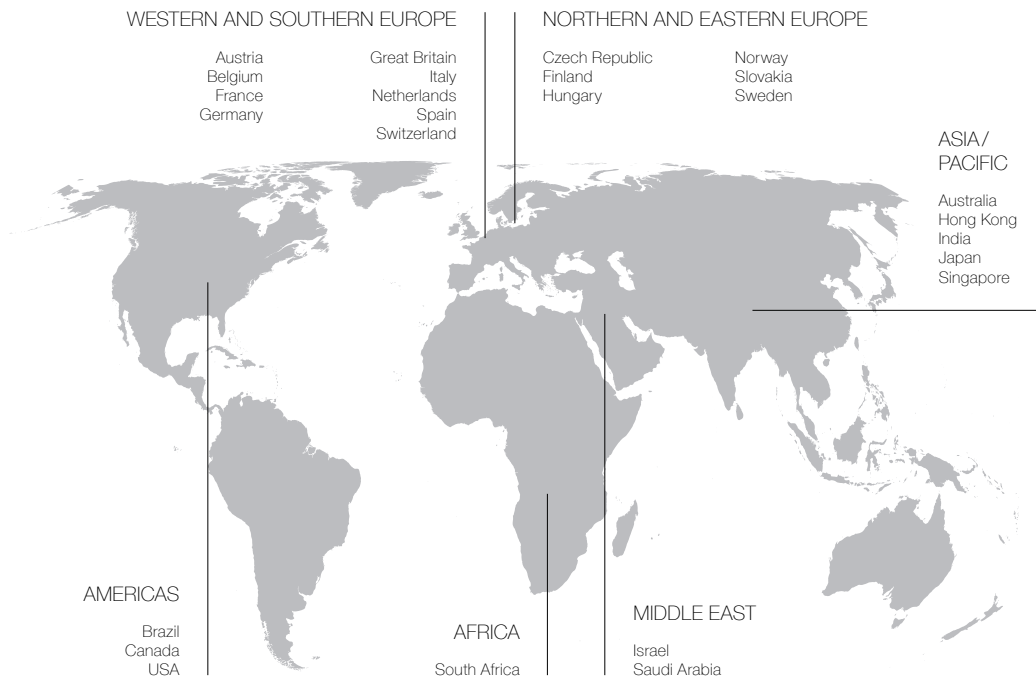 WESTERN AND SOUTHERN EUROPE
Austria
Belgium
France
Germany
Great Britain
Italy
Netherlands
Spain
Switzerland
NORTHERN AND EASTERN EUROPE
Czech Republic
Finland
Hungary
Norway
Slovakia
Sweden
ASIA/
PACIFIC
Australia
Hong Kong
India
Japan
Singapore
AMERICAS
Brazil
Canada
USA
AFRICA
South Africa
MIDDLE EAST
Israel
Saudi Arabia